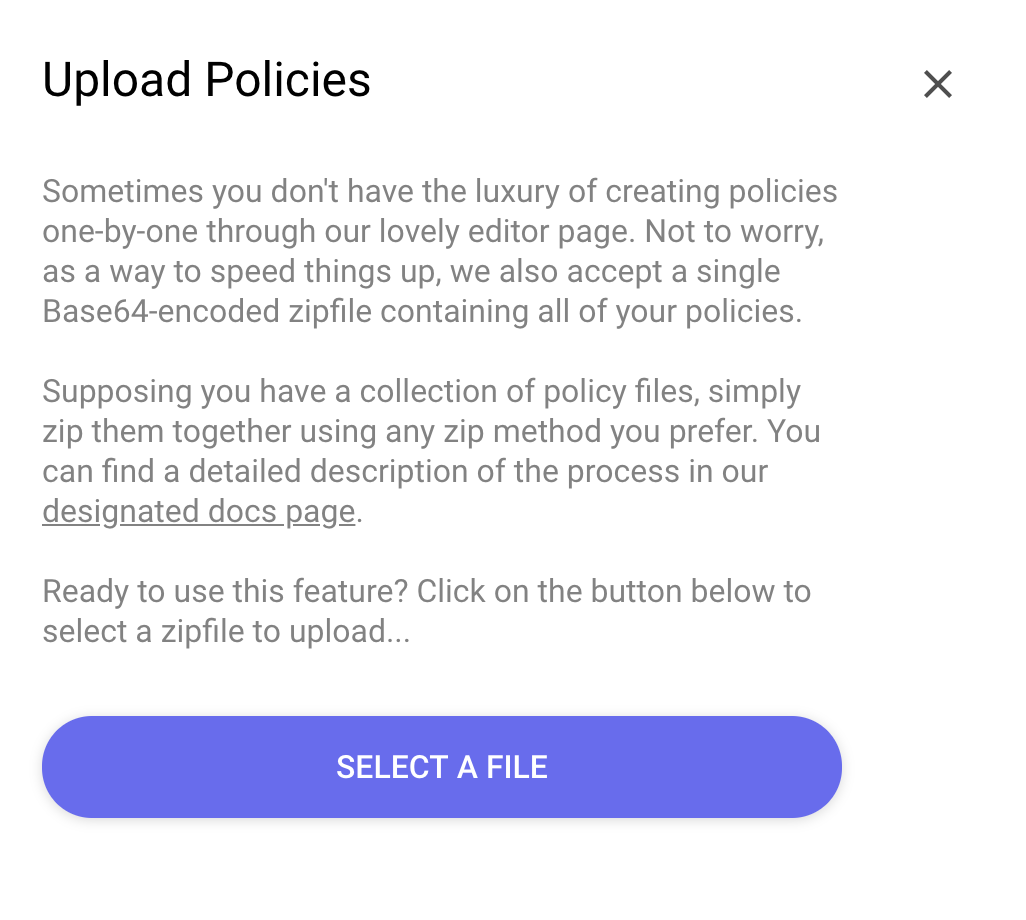 Upload Policies
Sometimes you don't have the luxury of creating policies
one-by-one through our lovely editor page. Not to worry,
as a way to speed things up, we also accept a single
Base64-encoded zipfile containing all of your policies.
Supposing you have a collection of policy files, simply
zip them together using any zip method you prefer. You
can find a detailed description of the process in our
designated docs page.
Ready to use this feature? Click on the button below to
select a zipfile to upload...
SELECT A FILE